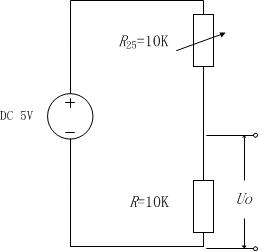 R25=10K
DC 5V
+
−
R=10K
Uo